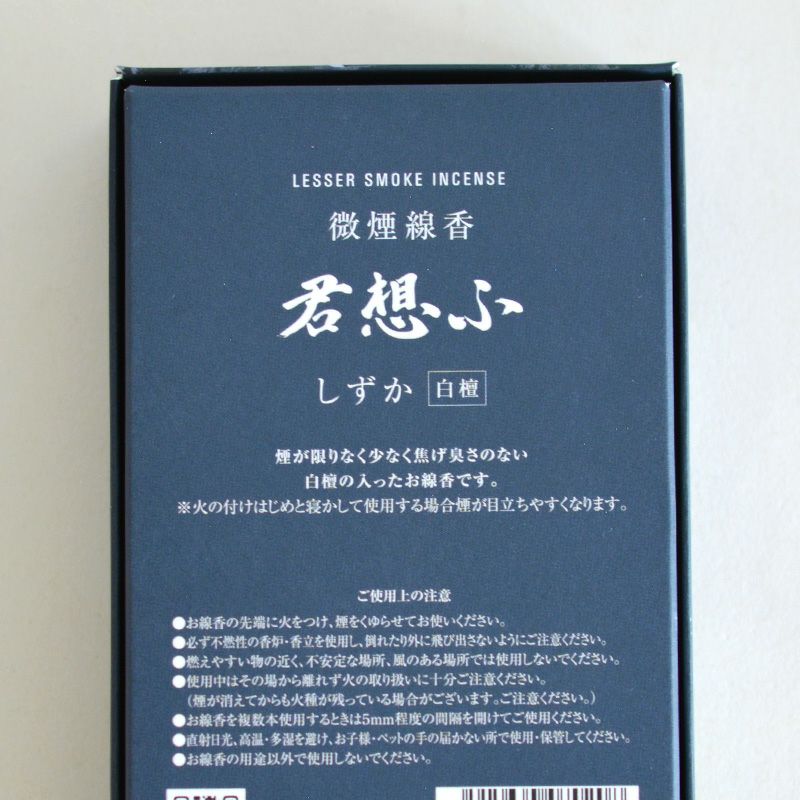 LESSER SMOKE INCENSE
微煙線香
君想ふ
しずか 白檀
煙が限りなく少なく焦げ臭さのない
白檀の入ったお線香です。
※火の付けはじめと寝かして使用する場合煙が目立ちやすくなります。
ご使用上の注意
●お線香の先端に火をつけ、煙をくゆらせてお使いください。
●必ず不燃性の香炉・香立を使用し、倒れたり外に飛び出さないようにご注意ください。
●燃えやすい物の近く、不安定な場所、風のある場所では使用しないでください。
●使用中はその場から離れず火の取り扱いに十分ご注意ください。
(煙が消えてからも火種が残っている場合がございます。ご注意ください。)
●お線香を複数本使用するときは5mm程度の間隔を開けてご使用ください。
●直射日光、高温・多湿を避け、お子様・ペットの手の届かない所で使用・保管してください。
●お線香の用途以外で使用しないでください。